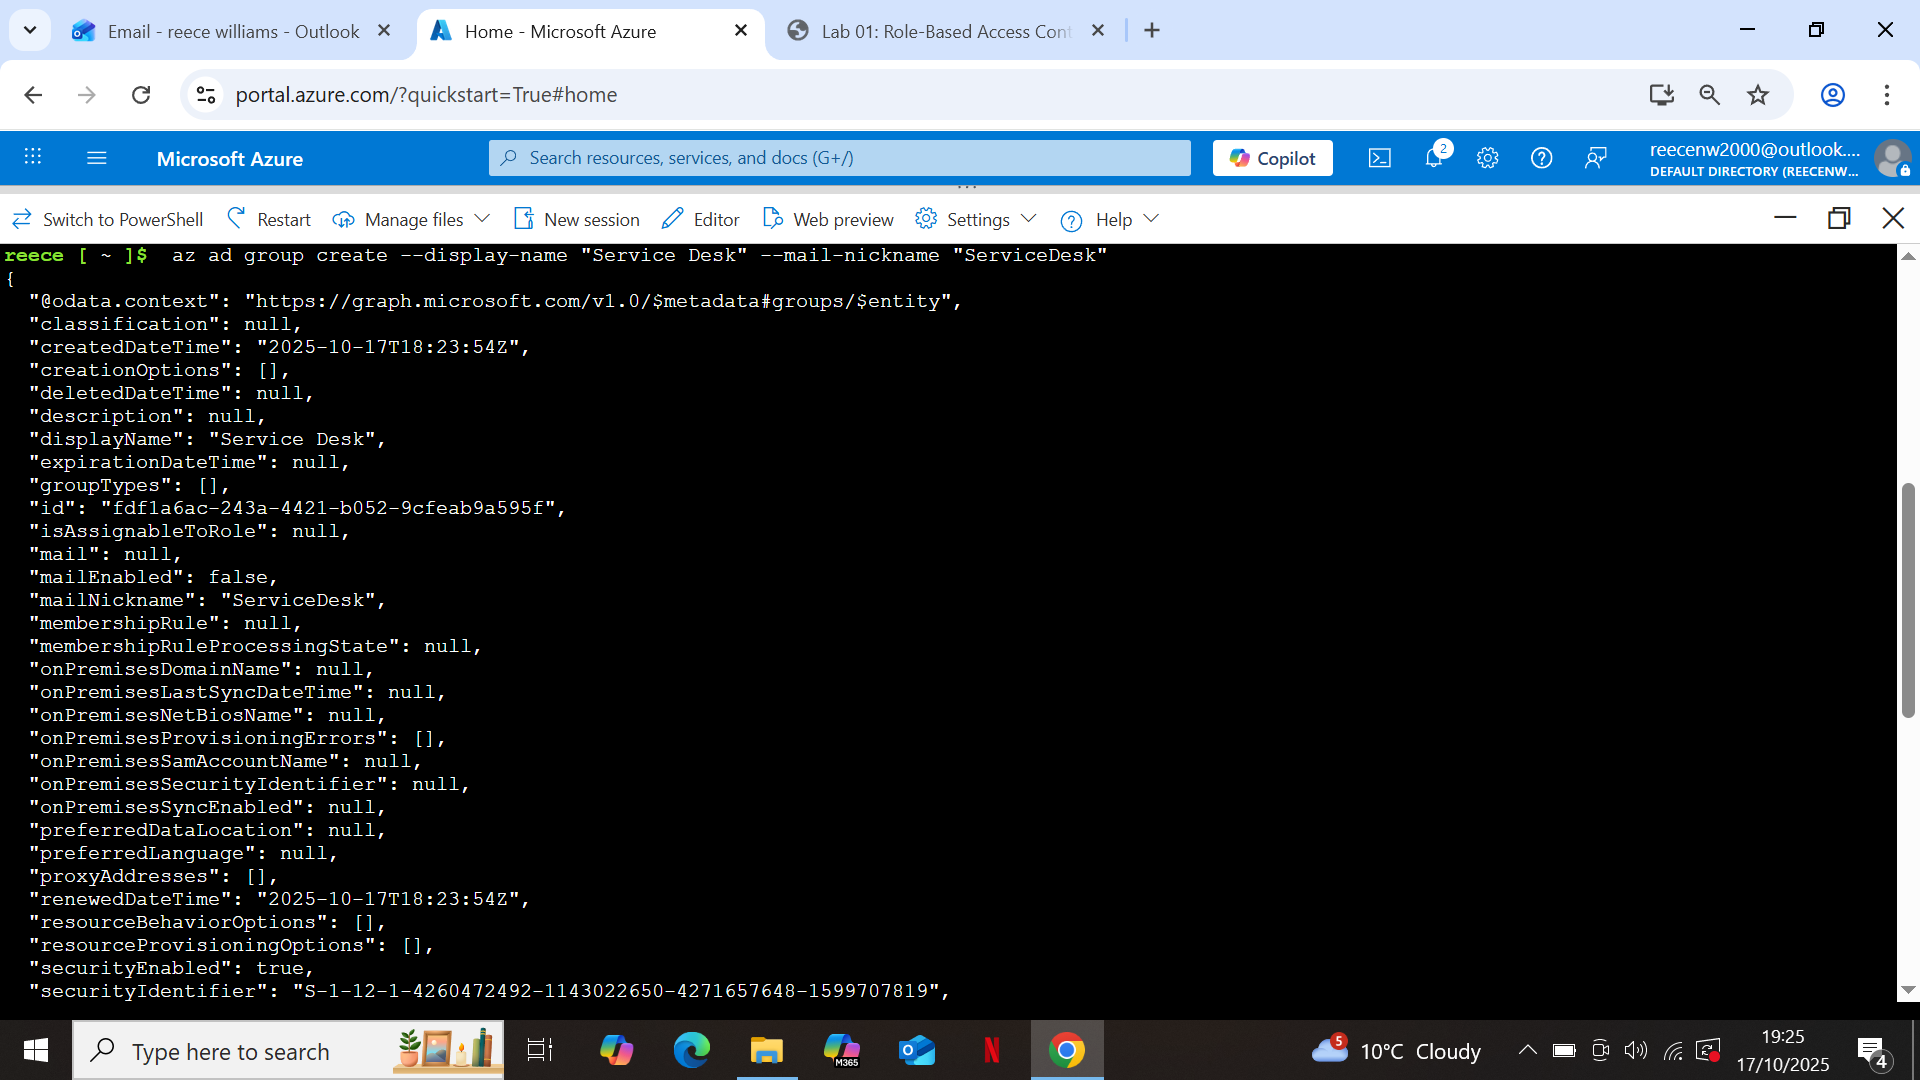 Email - reece williams - Outlook
Home - Microsoft Azure
Lab 01: Role-Based Access Cont
portal.azure.com/?quickstart=True#home
Microsoft Azure
Search resources, services, and docs (G+/)
Copilot
2
reecenw2000@outlook....
DEFAULT DIRECTORY (REECENW...
Switch to PowerShell
Restart
Manage files
New session
Editor
Web preview
Settings
Help
reece [ ~ ]$  az ad group create --display-name "Service Desk" --mail-nickname "ServiceDesk"
{
"@odata.context": "https://graph.microsoft.com/v1.0/$metadata#groups/$entity",
"classification": null,
"createdDateTime": "2025-10-17T18:23:54Z",
"creationOptions": [],
"deletedDateTime": null,
"description": null,
"displayName": "Service Desk",
"expirationDateTime": null,
"groupTypes": [],
"id": "fdf1a6ac-243a-4421-b052-9cfeab9a595f",
"isAssignableToRole": null,
"mail": null,
"mailEnabled": false,
"mailNickname": "ServiceDesk",
"membershipRule": null,
"membershipRuleProcessingState": null,
"onPremisesDomainName": null,
"onPremisesLastSyncDateTime": null,
"onPremisesNetBiosName": null,
"onPremisesProvisioningErrors": [],
"onPremisesSamAccountName": null,
"onPremisesSecurityIdentifier": null,
"onPremisesSyncEnabled": null,
"preferredDataLocation": null,
"preferredLanguage": null,
"proxyAddresses": [],
"renewedDateTime": "2025-10-17T18:23:54Z",
"resourceBehaviorOptions": [],
"resourceProvisioningOptions": [],
"securityEnabled": true,
"securityIdentifier": "S-1-12-1-4260472492-1143022650-4271657648-1599707819",
Type here to search
M365
5
10°C Cloudy
19:25
17/10/2025
4